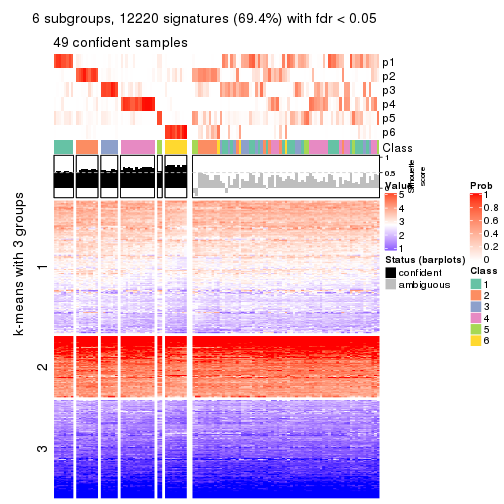 6 subgroups, 12220 signatures (69.4%) with fdr < 0.05
49 confident samples
p1
p2
p3
p4
p5
p6
Class
1
0.5
0
Silhouette
score
k-means with 3 groups
1
2
3
Value
5
4
3
2
1
Status (barplots)
confident
ambiguous
Prob
1
0.8
0.6
0.4
0.2
0
Class
1
2
3
4
5
6